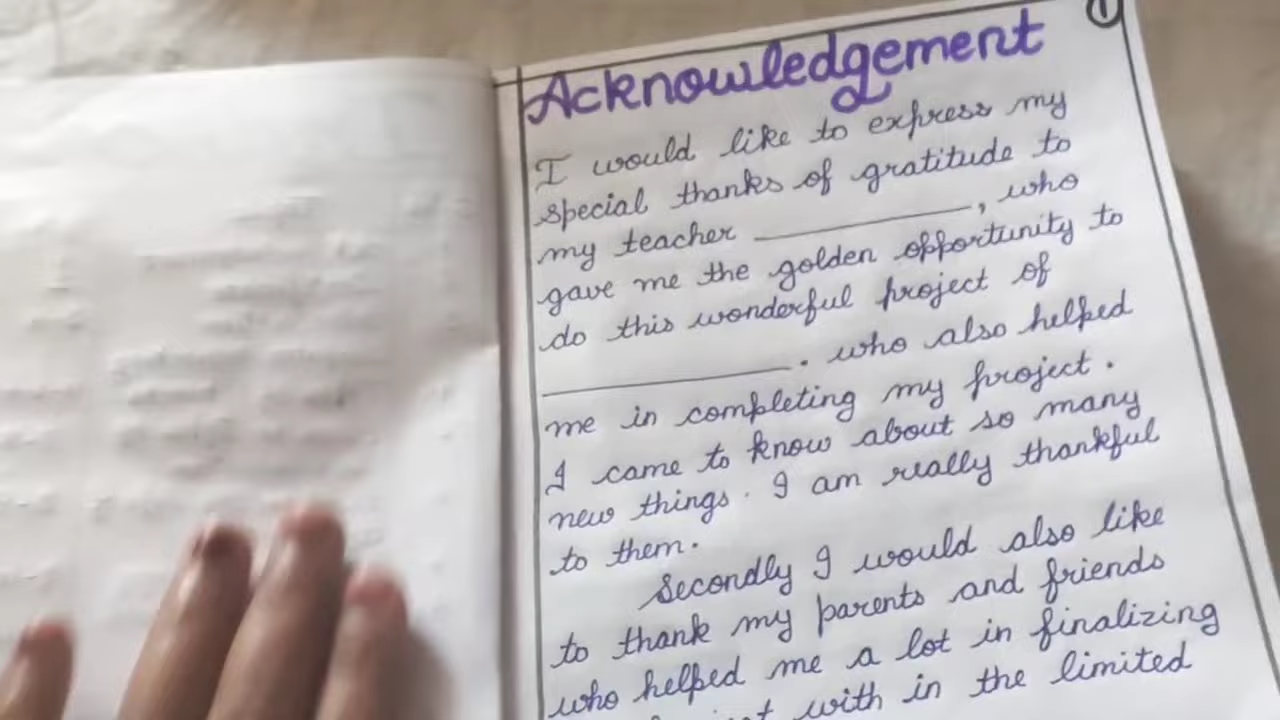 1
Acknowledgement
I would like to express my
special thanks of gratitude to
my teacher __________, who
gave me the golden opportunity to
do this wonderful project of
__________. who also helped
me in completing my project.
I came to know about so many
new things. I am really thankful
to them.
Secondly I would also like
to thank my parents and friends
who helped me a lot in finalizing
with in the limited